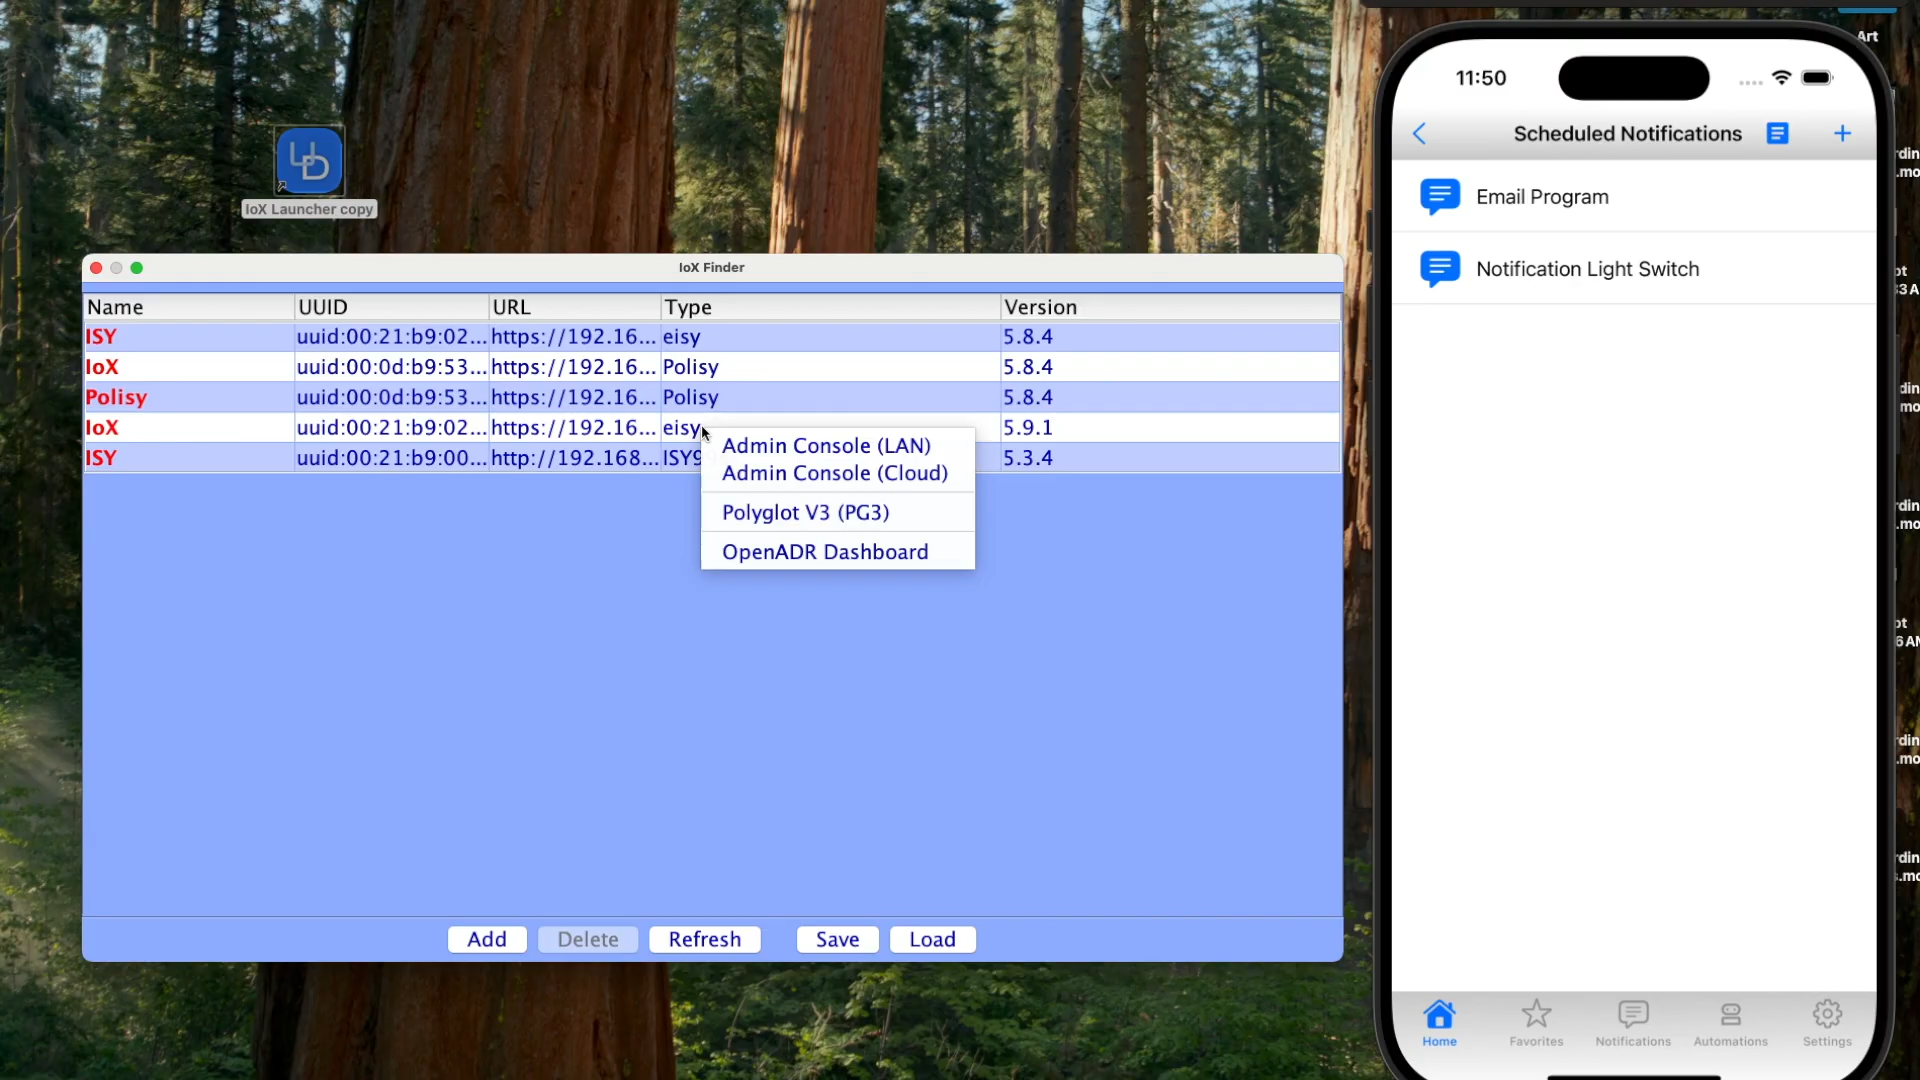 IoX Launcher copy
IoX Finder
Name UUID URL Type Version
ISY uuid:00:21:b9:02... https://192.16... eisy 5.8.4
IoX uuid:00:0d:b9:53... https://192.16... Polisy 5.8.4
Polisy uuid:00:0d:b9:53... https://192.16... Polisy 5.8.4
IoX uuid:00:21:b9:02... https://192.16... eisy 5.9.1
ISY uuid:00:21:b9:00... http://192.168... ISY9 5.3.4
Admin Console (LAN)
Admin Console (Cloud)
Polyglot V3 (PG3)
OpenADR Dashboard
Add Delete Refresh Save Load
11:50
Scheduled Notifications
Email Program
Notification Light Switch
Home Favorites Notifications Automations Settings
Art